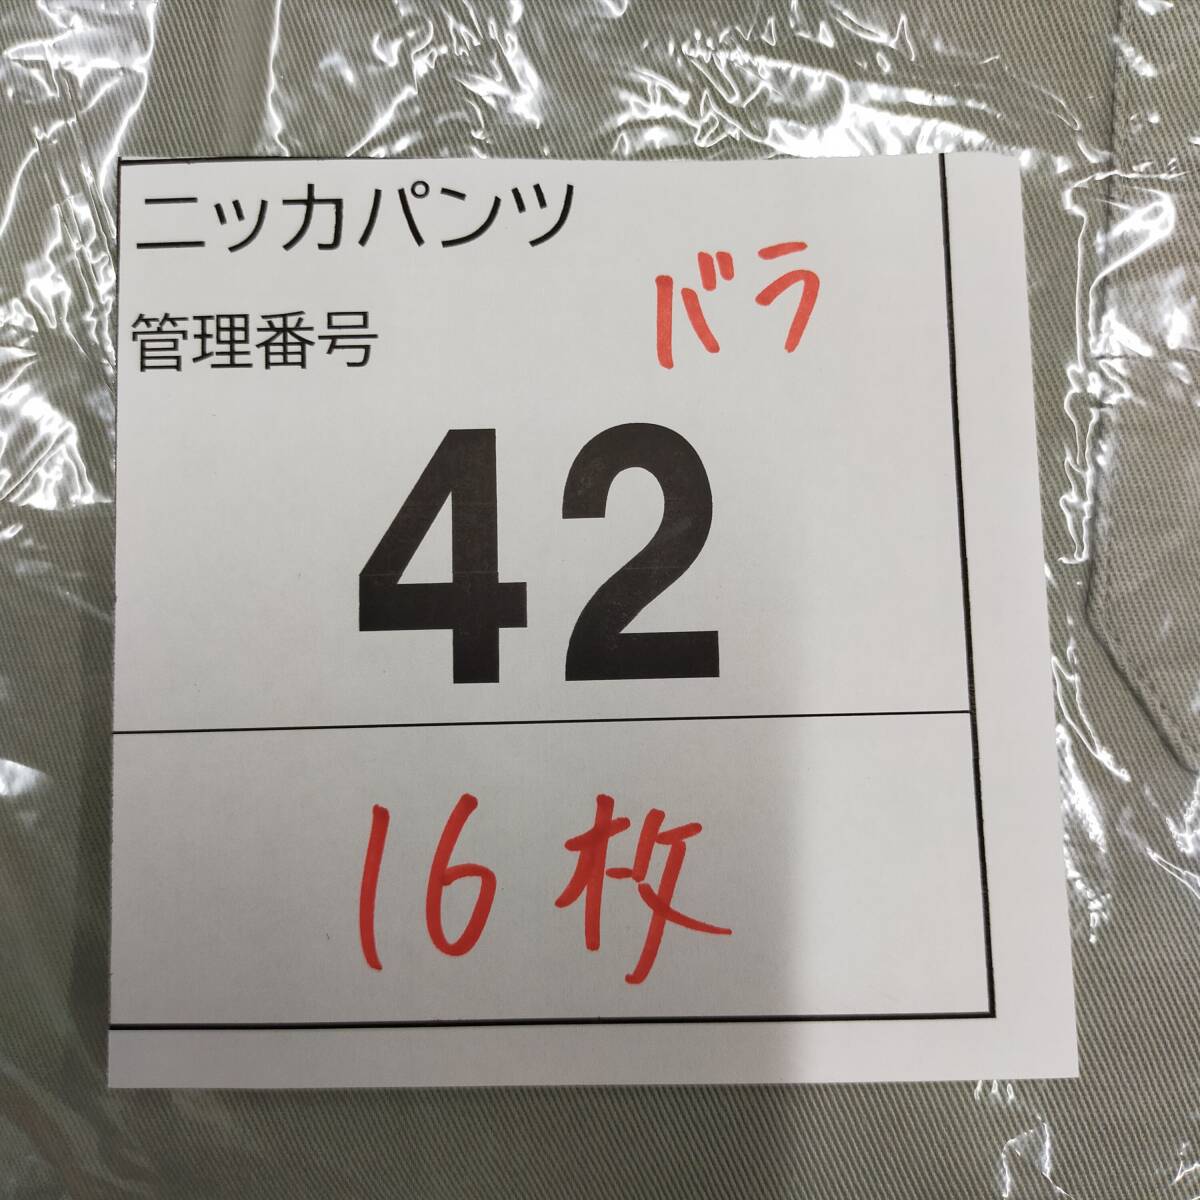 ニッカパンツ
バラ
管理番号
42
16枚